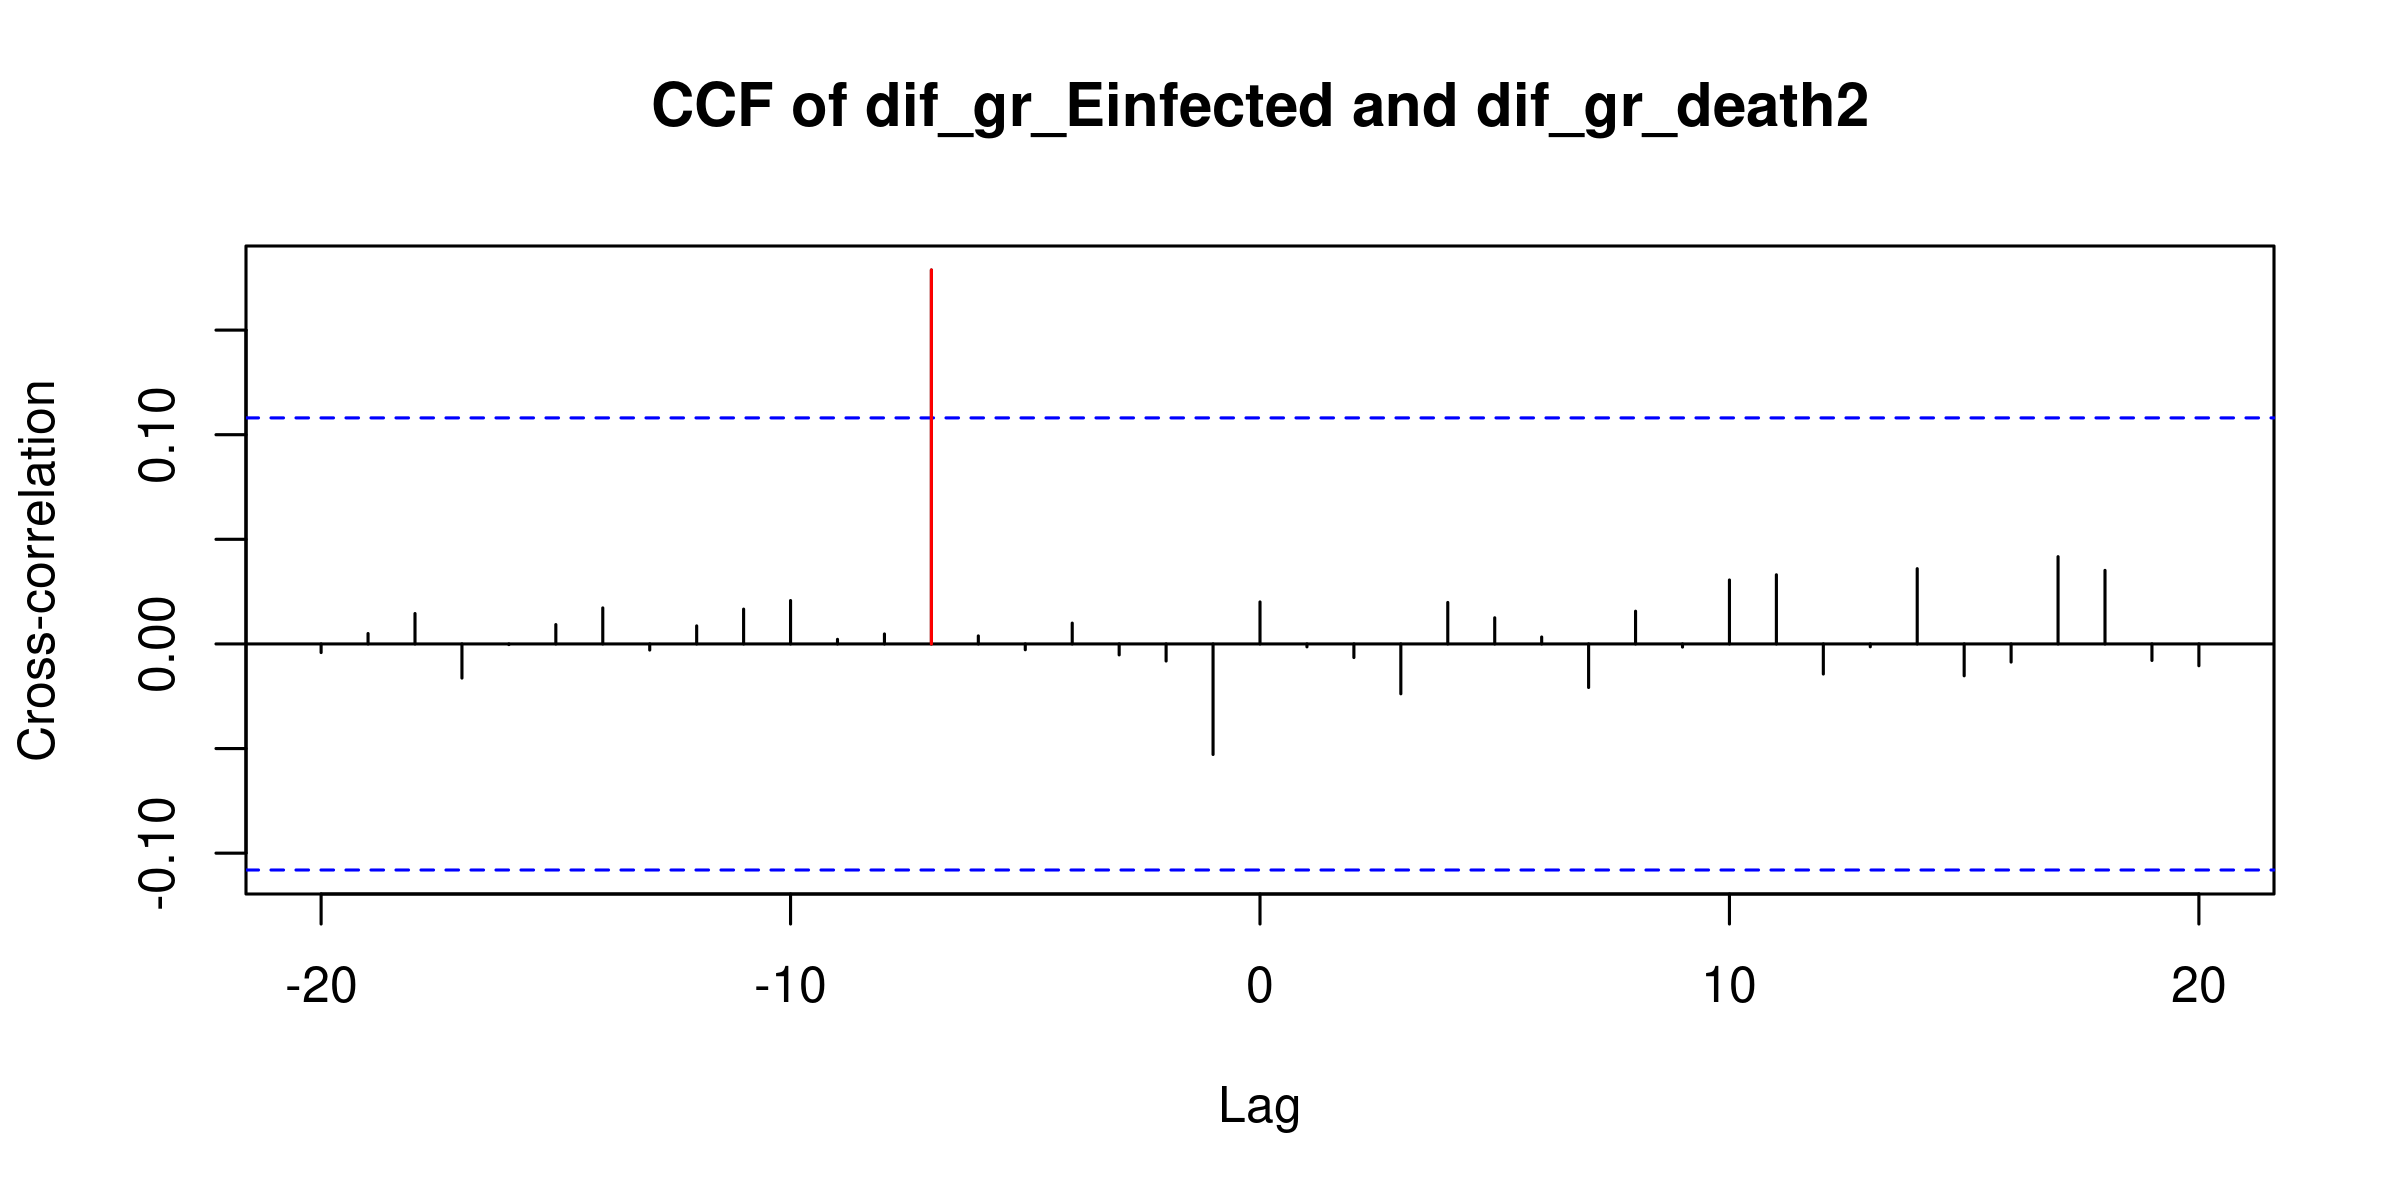 CCF of dif_gr_Einfected and dif_gr_death2
Cross-correlation
0.10
0.00
-0.10
-20 -10 0 10 20
Lag